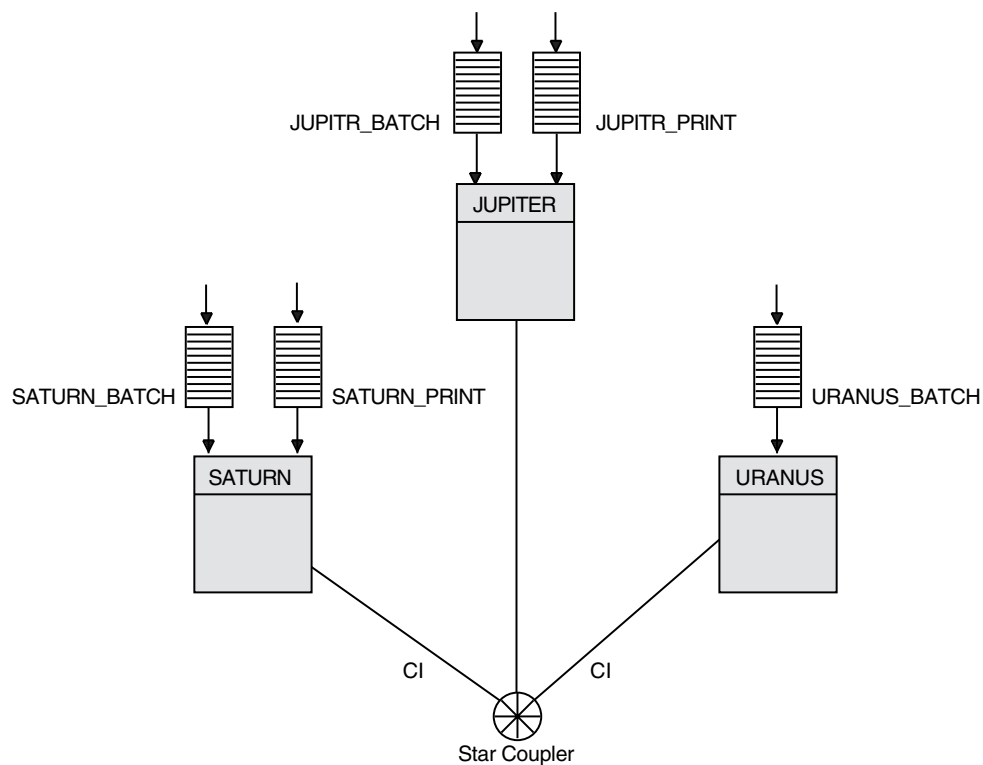 JUPITR_BATCH
JUPITR_PRINT
JUPITER
SATURN_BATCH
SATURN_PRINT
URANUS_BATCH
SATURN
URANUS
CI
CI
Star Coupler